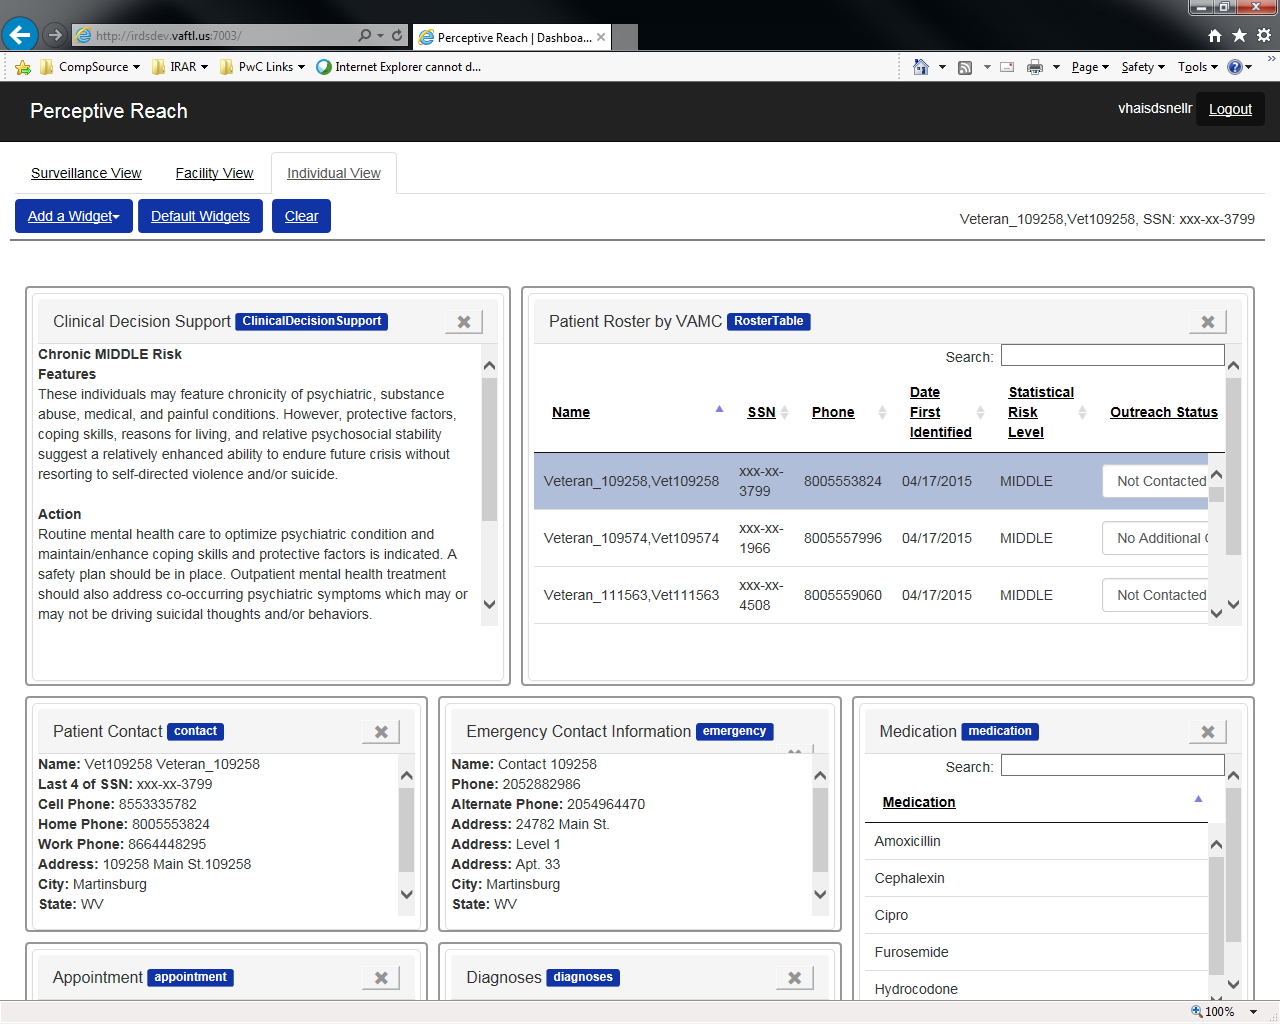 http://irdsdev.vaftl.us:7003/
Perceptive Reach | Dashboa...
CompSource
IRAR
PwC Links
Internet Explorer cannot d...
Page
Safety
Tools
Perceptive Reach
vhaisdsnellr
Logout
Surveillance View
Facility View
Individual View
Add a Widget
Default Widgets
Clear
Veteran_109258,Vet109258, SSN: xxx-xx-3799
Clinical Decision Support ClinicalDecisionSupport
Chronic MIDDLE Risk
Features
These individuals may feature chronicity of psychiatric, substance
abuse, medical, and painful conditions. However, protective factors,
coping skills, reasons for living, and relative psychosocial stability
suggest a relatively enhanced ability to endure future crisis without
resorting to self-directed violence and/or suicide.
Action
Routine mental health care to optimize psychiatric condition and
maintain/enhance coping skills and protective factors is indicated. A
safety plan should be in place. Outpatient mental health treatment
should also address co-occurring psychiatric symptoms which may or
may not be driving suicidal thoughts and/or behaviors.
Patient Roster by VAMC RosterTable
Search:
Name
SSN
Phone
Date
First
Identified
Statistical
Risk
Level
Outreach Status
Veteran_109258,Vet109258
xxx-xx-
3799
8005553824
04/17/2015
MIDDLE
Not Contacted
Veteran_109574,Vet109574
xxx-xx-
1966
8005557996
04/17/2015
MIDDLE
No Additional
Veteran_111563,Vet111563
xxx-xx-
4508
8005559060
04/17/2015
MIDDLE
Not Contacted
Patient Contact contact
Name: Vet109258 Veteran_109258
Last 4 of SSN: xxx-xx-3799
Cell Phone: 8553335782
Home Phone: 8005553824
Work Phone: 8664448295
Address: 109258 Main St.109258
City: Martinsburg
State: WV
Emergency Contact Information emergency
Name: Contact 109258
Phone: 2052882986
Alternate Phone: 2054964470
Address: 24782 Main St.
Address: Level 1
Address: Apt. 33
City: Martinsburg
State: WV
Medication medication
Search:
Medication
Amoxicillin
Cephalexin
Cipro
Furosemide
Hydrocodone
Appointment appointment
Diagnoses diagnoses
100%